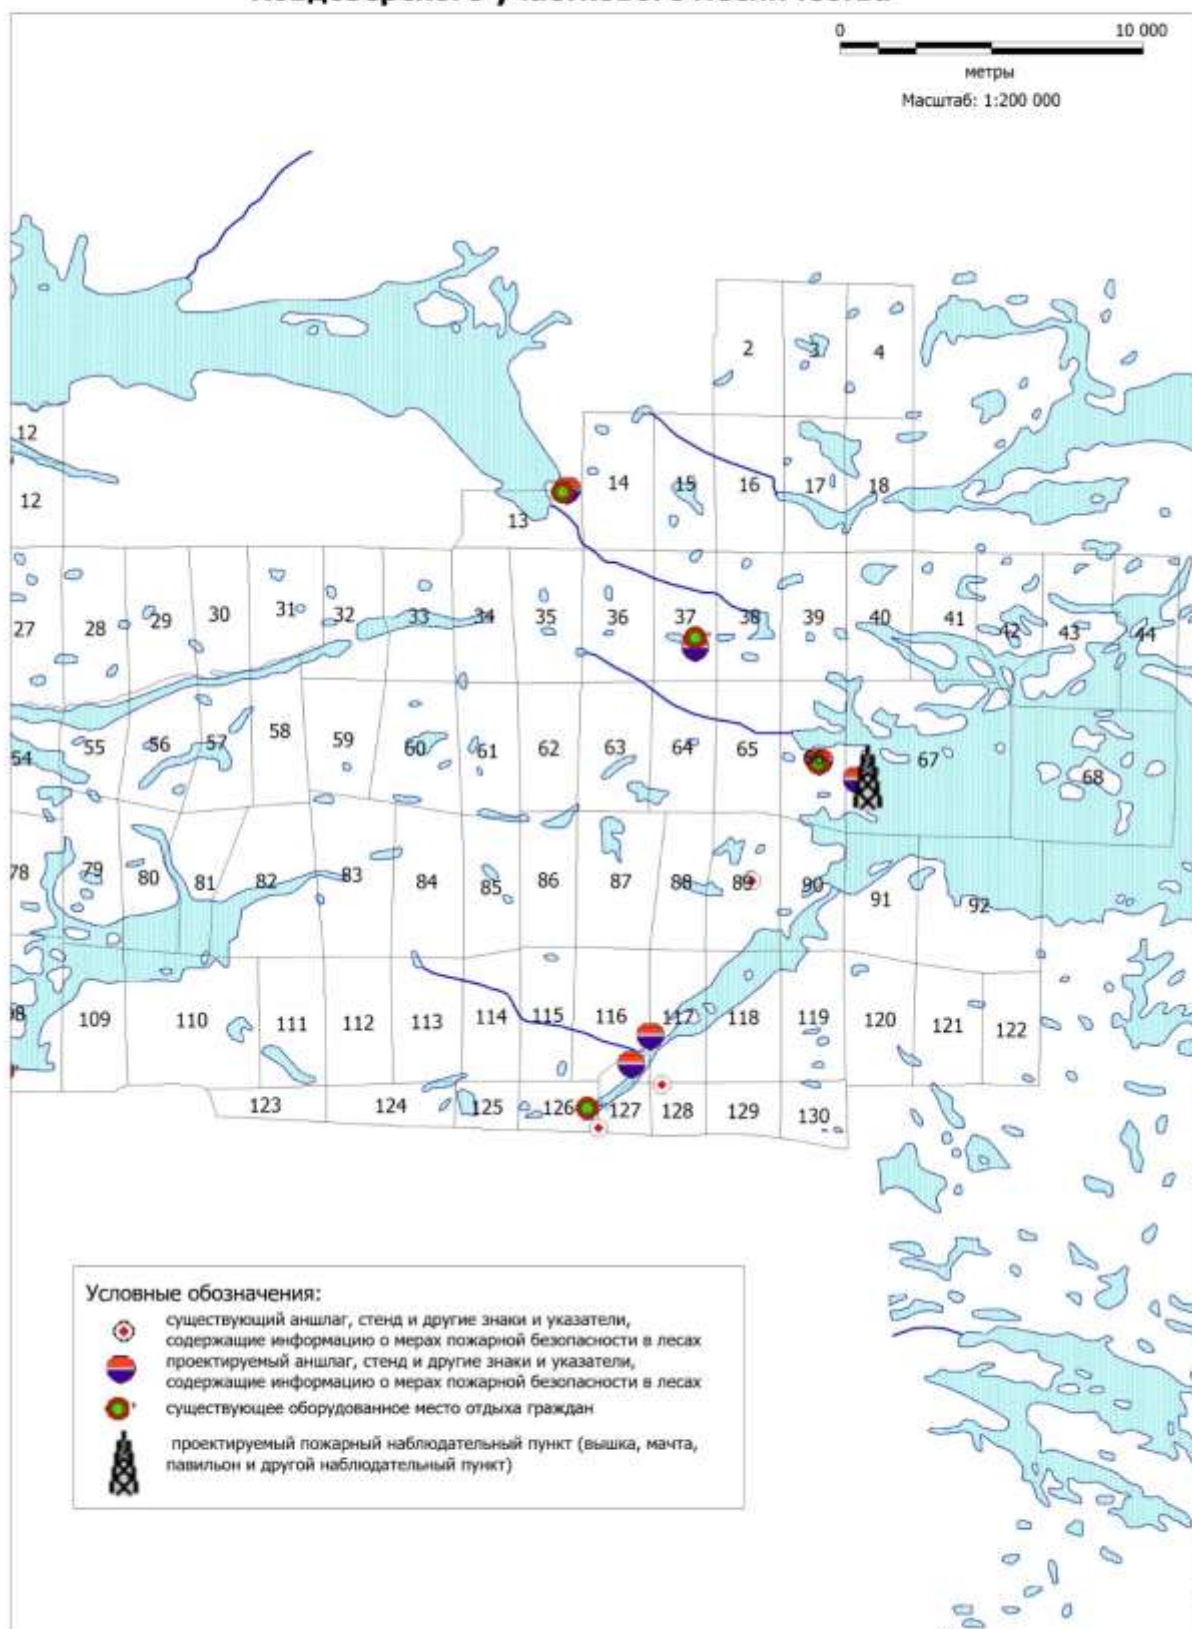 0 10 000
метры
Масштаб: 1:200 000
2 3 4
12
12 13 14 15 16 17 18
27 28 29 30 31 32 33 34 35 36 37 38 39 40 41 42 43 44
54 55 56 57 58 59 60 61 62 63 64 65 67 68
78 79 80 81 82 83 84 85 86 87 88 89 90 91 92
98 109 110 111 112 113 114 115 116 117 118 119 120 121 122
123 124 125 126 127 128 129 130
Условные обозначения:
существующий аншлаг, стенд и другие знаки и указатели,
содержащие информацию о мерах пожарной безопасности в лесах
проектируемый аншлаг, стенд и другие знаки и указатели,
содержащие информацию о мерах пожарной безопасности в лесах
существующее оборудованное место отдыха граждан
проектируемый пожарный наблюдательный пункт (вышка, мачта,
павильон и другой наблюдательный пункт)